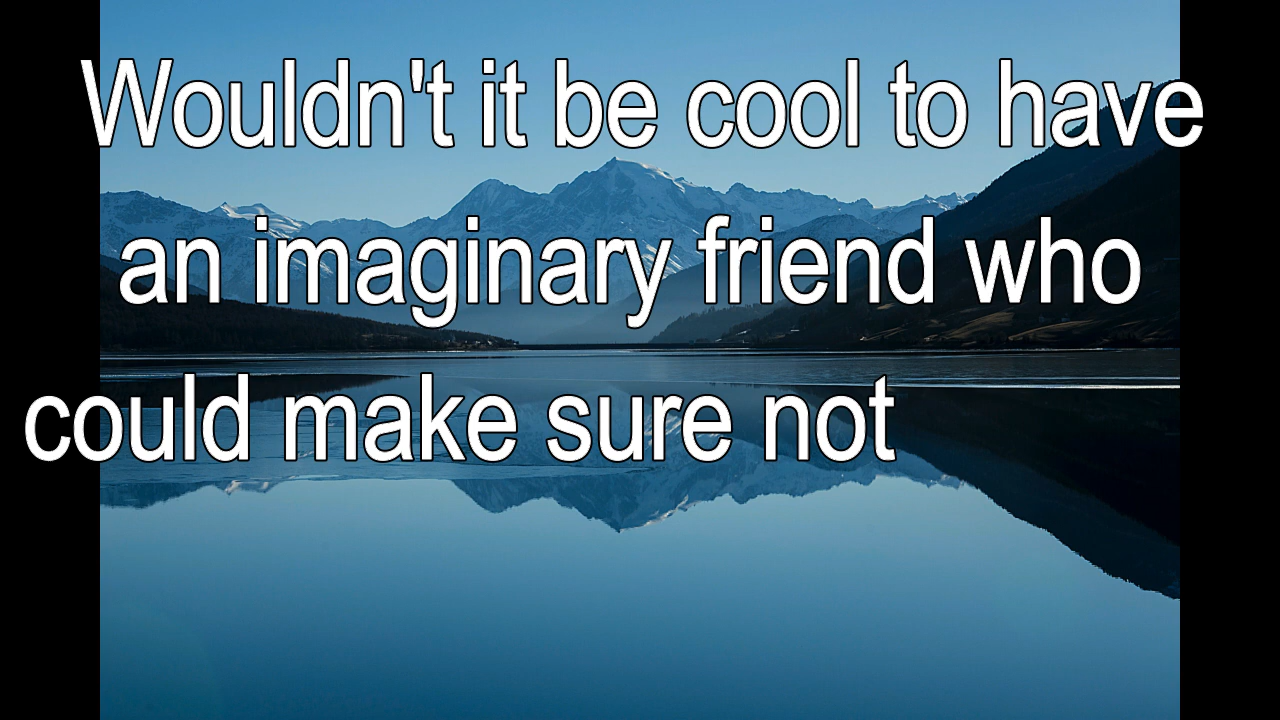 Wouldn't it be cool to have
an imaginary friend who
could make sure not